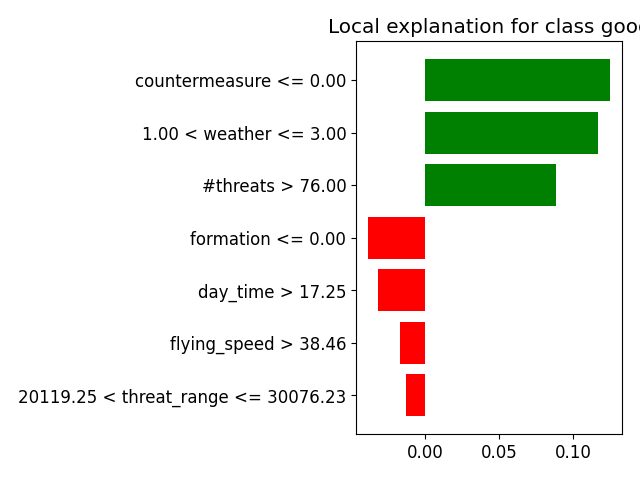 Local explanation for class goo
countermeasure <= 0.00
1.00 < weather <= 3.00
#threats > 76.00
formation <= 0.00
day_time > 17.25
flying_speed > 38.46
20119.25 < threat_range <= 30076.23
0.00 0.05 0.10